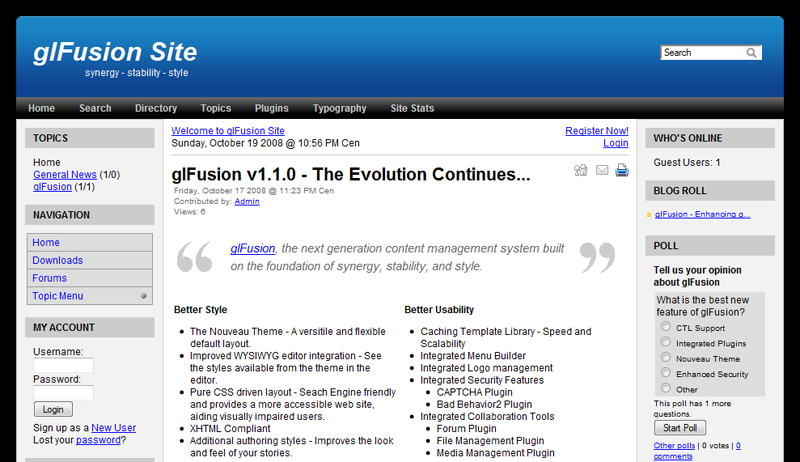 glFusion Site
synergy - stability - style
Search
Home Search Directory Topics Plugins Typography Site Stats
TOPICS
Home
General News (1/0)
glFusion (1/1)
NAVIGATION
Home
Downloads
Forums
Topic Menu
MY ACCOUNT
Username:
Password:
Login
Sign up as a New User
Lost your password?
Welcome to glFusion Site
Register Now!
Sunday, October 19 2008 @ 10:56 PM Cen
Login
glFusion v1.1.0 - The Evolution Continues...
Friday, October 17 2008 @ 11:23 PM Cen
Contributed by: Admin
Views: 6
glFusion, the next generation content management system built
on the foundation of synergy, stability, and style.
Better Style
The Nouveau Theme - A versitile and flexible
default layout.
Improved WYSIWYG editor integration - See
the styles available from the theme in the
editor.
Pure CSS driven layout - Seach Engine friendly
and provides a more accessible web site,
aiding visually impaired users.
XHTML Compliant
Additional authoring styles - Improves the look
and feel of your stories.
Better Usability
Caching Template Library - Speed and
Scalability
Integrated Menu Builder
Integrated Logo management
Integrated Security Features
CAPTCHA Plugin
Bad Behavior2 Plugin
Integrated Collaboration Tools
Forum Plugin
File Management Plugin
Media Management Plugin
WHO'S ONLINE
Guest Users: 1
BLOG ROLL
glFusion - Enhancing g...
POLL
Tell us your opinion
about glFusion
What is the best new
feature of glFusion?
CTL Support
Integrated Plugins
Nouveau Theme
Enhanced Security
Other
This poll has 1 more
questions.
Start Poll
Other polls | 0 votes | 0
comments